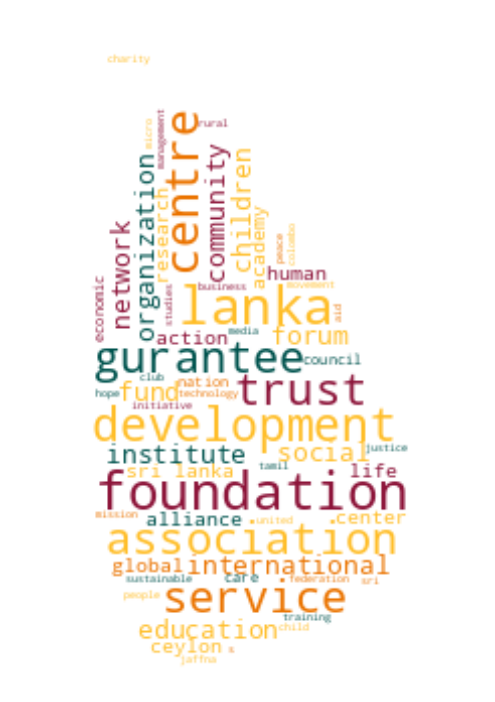 charity
rural
centre
management
micro
organization
community
children
research
academy
network
peace
colombo
human
economic
studies
business
movement
lanka
aid
action
media
forum
gurantee
council
club
nation
trust
hope
fund
technology
initiative
development
institute
social
justice
tamil
sri lanka
life
foundation
mission
alliance
united
center
association
global
international
sustainable
care
federation
sri
people
service
training
education
child
ceylon
&
jaffna